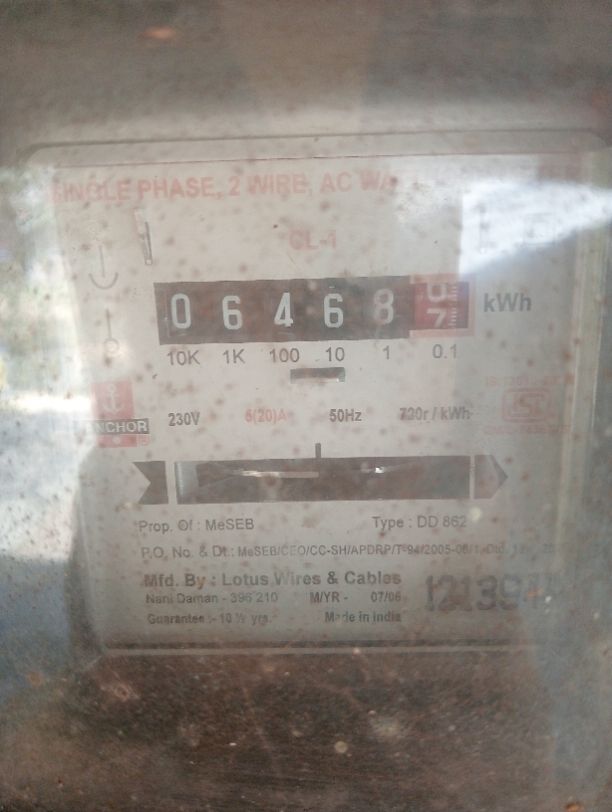 SINGLE PHASE, 2 WIRE, AC
CL-1
0 6 4 6 8 kWh
10K 1K 100 10 1 0.1
ANCHOR
230V 5(20)A 50Hz 720r / kWh
Prop. Of : MeSEB Type : DD 862
P.O. No. & Dt.: MeSEB/CEO/CC-SH/APDRP/T-94/2005-06/1
Mfd. By : Lotus Wires & Cables
Nani Daman - 396 210 M/YR - 07/06
Guarantee :- 10 ½ yrs. Made in India